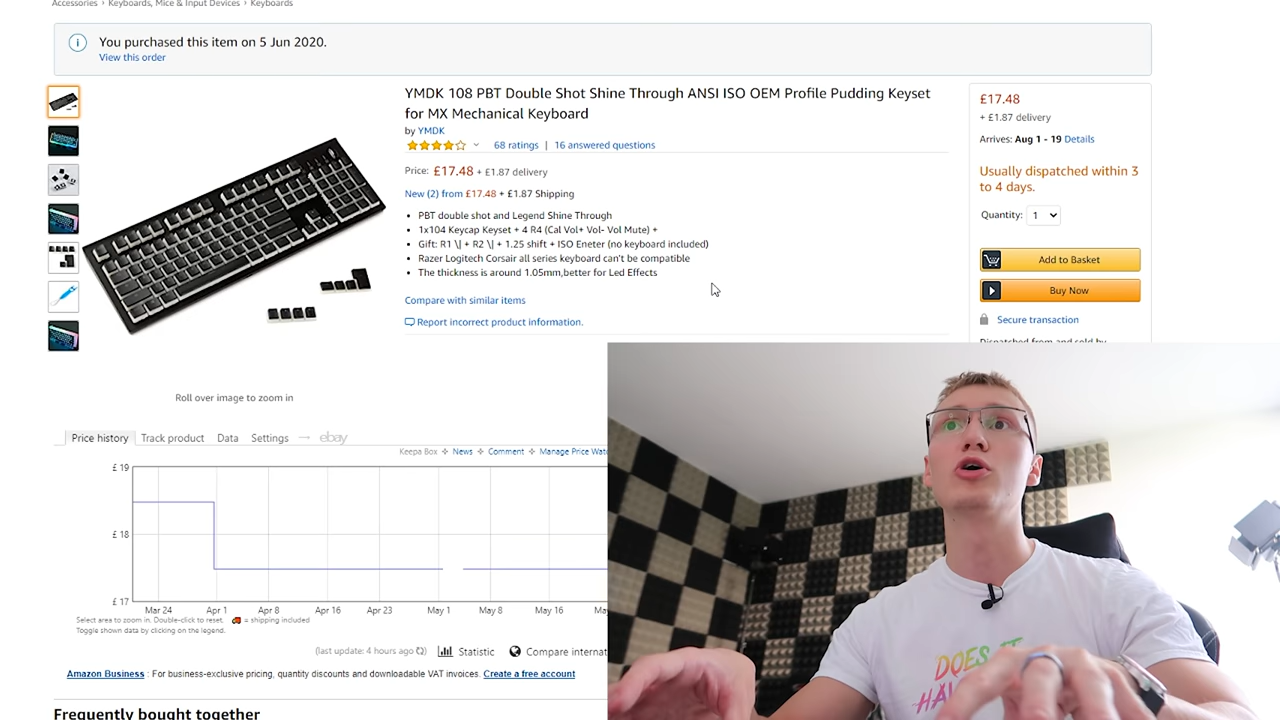 Accessories › Keyboards, Mice & Input Devices › Keyboards
You purchased this item on 5 Jun 2020.
View this order
YMDK 108 PBT Double Shot Shine Through ANSI ISO OEM Profile Pudding Keyset
for MX Mechanical Keyboard
by YMDK
68 ratings | 16 answered questions
Price: £17.48 + £1.87 delivery
New (2) from £17.48 + £1.87 Shipping
• PBT double shot and Legend Shine Through
• 1x104 Keycap Keyset + 4 R4 (Cal Vol+ Vol- Vol Mute) +
• Gift: R1 \| + R2 \| + 1.25 shift + ISO Eneter (no keyboard included)
• Razer Logitech Corsair all series keyboard can't be compatible
• The thickness is around 1.05mm,better for Led Effects
Compare with similar items
Report incorrect product information.
£17.48
+ £1.87 delivery
Arrives: Aug 1 - 19 Details
Usually dispatched within 3
to 4 days.
Quantity: 1
Add to Basket
Buy Now
Secure transaction
Dispatched from and sold by
Roll over image to zoom in
Price history Track product Data Settings → ebay
Keepa Box News Comment Manage Price
£ 19
£ 18
£ 17
Mar 24 Apr 1 Apr 8 Apr 16 Apr 23 May 1 May 8 May 16
Select area to zoom in. Double-click to reset. = shipping included
Toggle shown data by clicking on the legend.
(last update: 4 hours ago) Statistic Compare internat
Amazon Business : For business-exclusive pricing, quantity discounts and downloadable VAT invoices. Create a free account
Frequently bought together
DOES IT